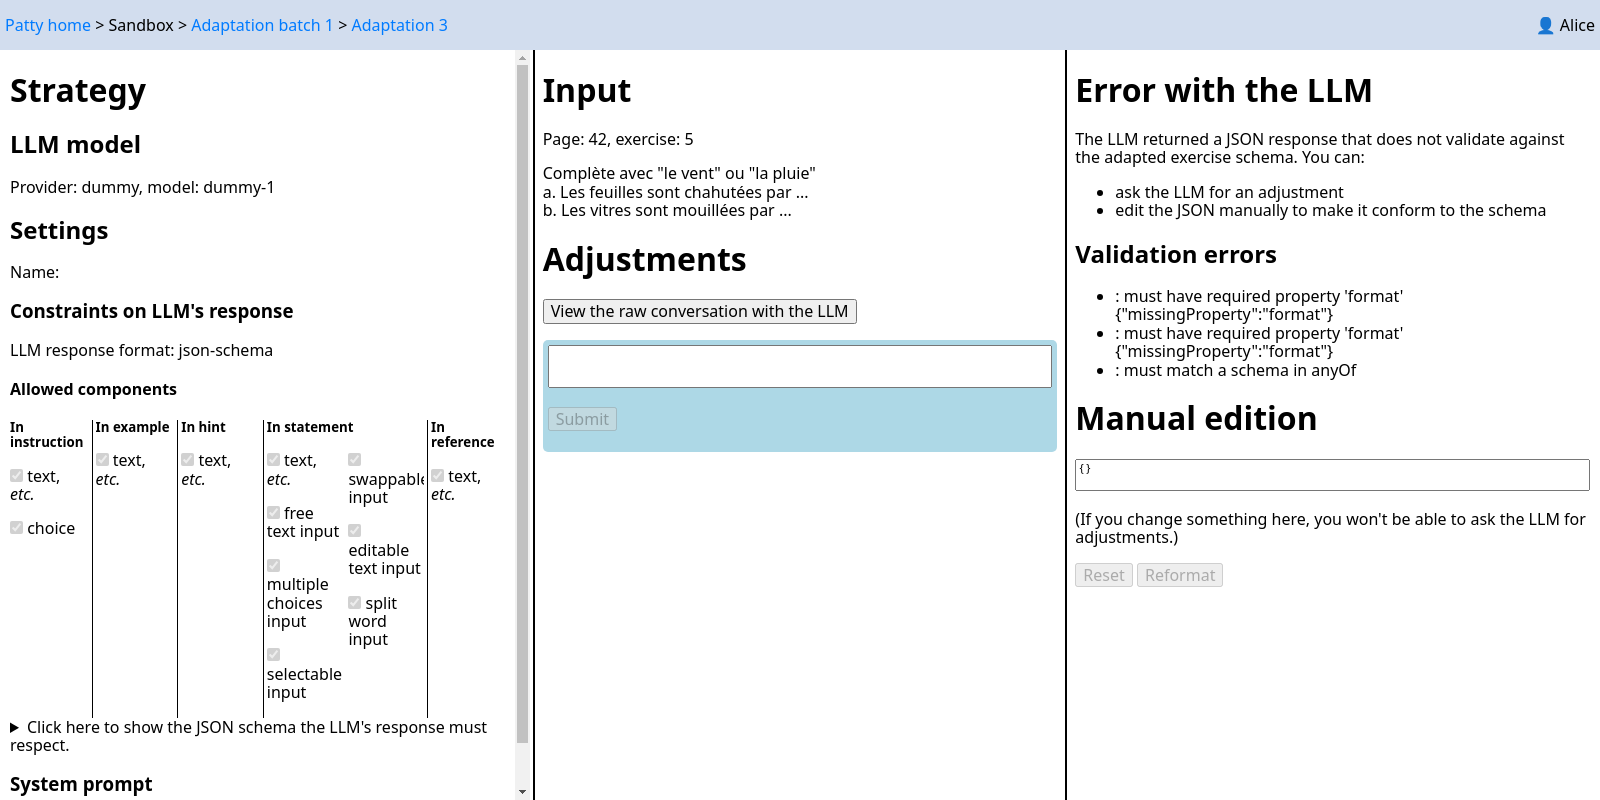 Patty home > Sandbox > Adaptation batch 1 > Adaptation 3
👤 Alice
Strategy
LLM model
Provider: dummy, model: dummy-1
Settings
Name:
Constraints on LLM's response
LLM response format: json-schema
Allowed components
In
instruction
text,
etc.
choice
In example
text,
etc.
In hint
text,
etc.
In statement
text,
etc.
free
text input
multiple
choices
input
selectable
input
swappable
input
editable
text input
split
word
input
In
reference
text,
etc.
Click here to show the JSON schema the LLM's response must
respect.
System prompt
Input
Page: 42, exercise: 5
Complète avec "le vent" ou "la pluie"
a. Les feuilles sont chahutées par ...
b. Les vitres sont mouillées par ...
Adjustments
View the raw conversation with the LLM
Submit
Error with the LLM
The LLM returned a JSON response that does not validate against
the adapted exercise schema. You can:
ask the LLM for an adjustment
edit the JSON manually to make it conform to the schema
Validation errors
: must have required property 'format'
{"missingProperty":"format"}
: must have required property 'format'
{"missingProperty":"format"}
: must match a schema in anyOf
Manual edition
{}
(If you change something here, you won't be able to ask the LLM for
adjustments.)
Reset Reformat